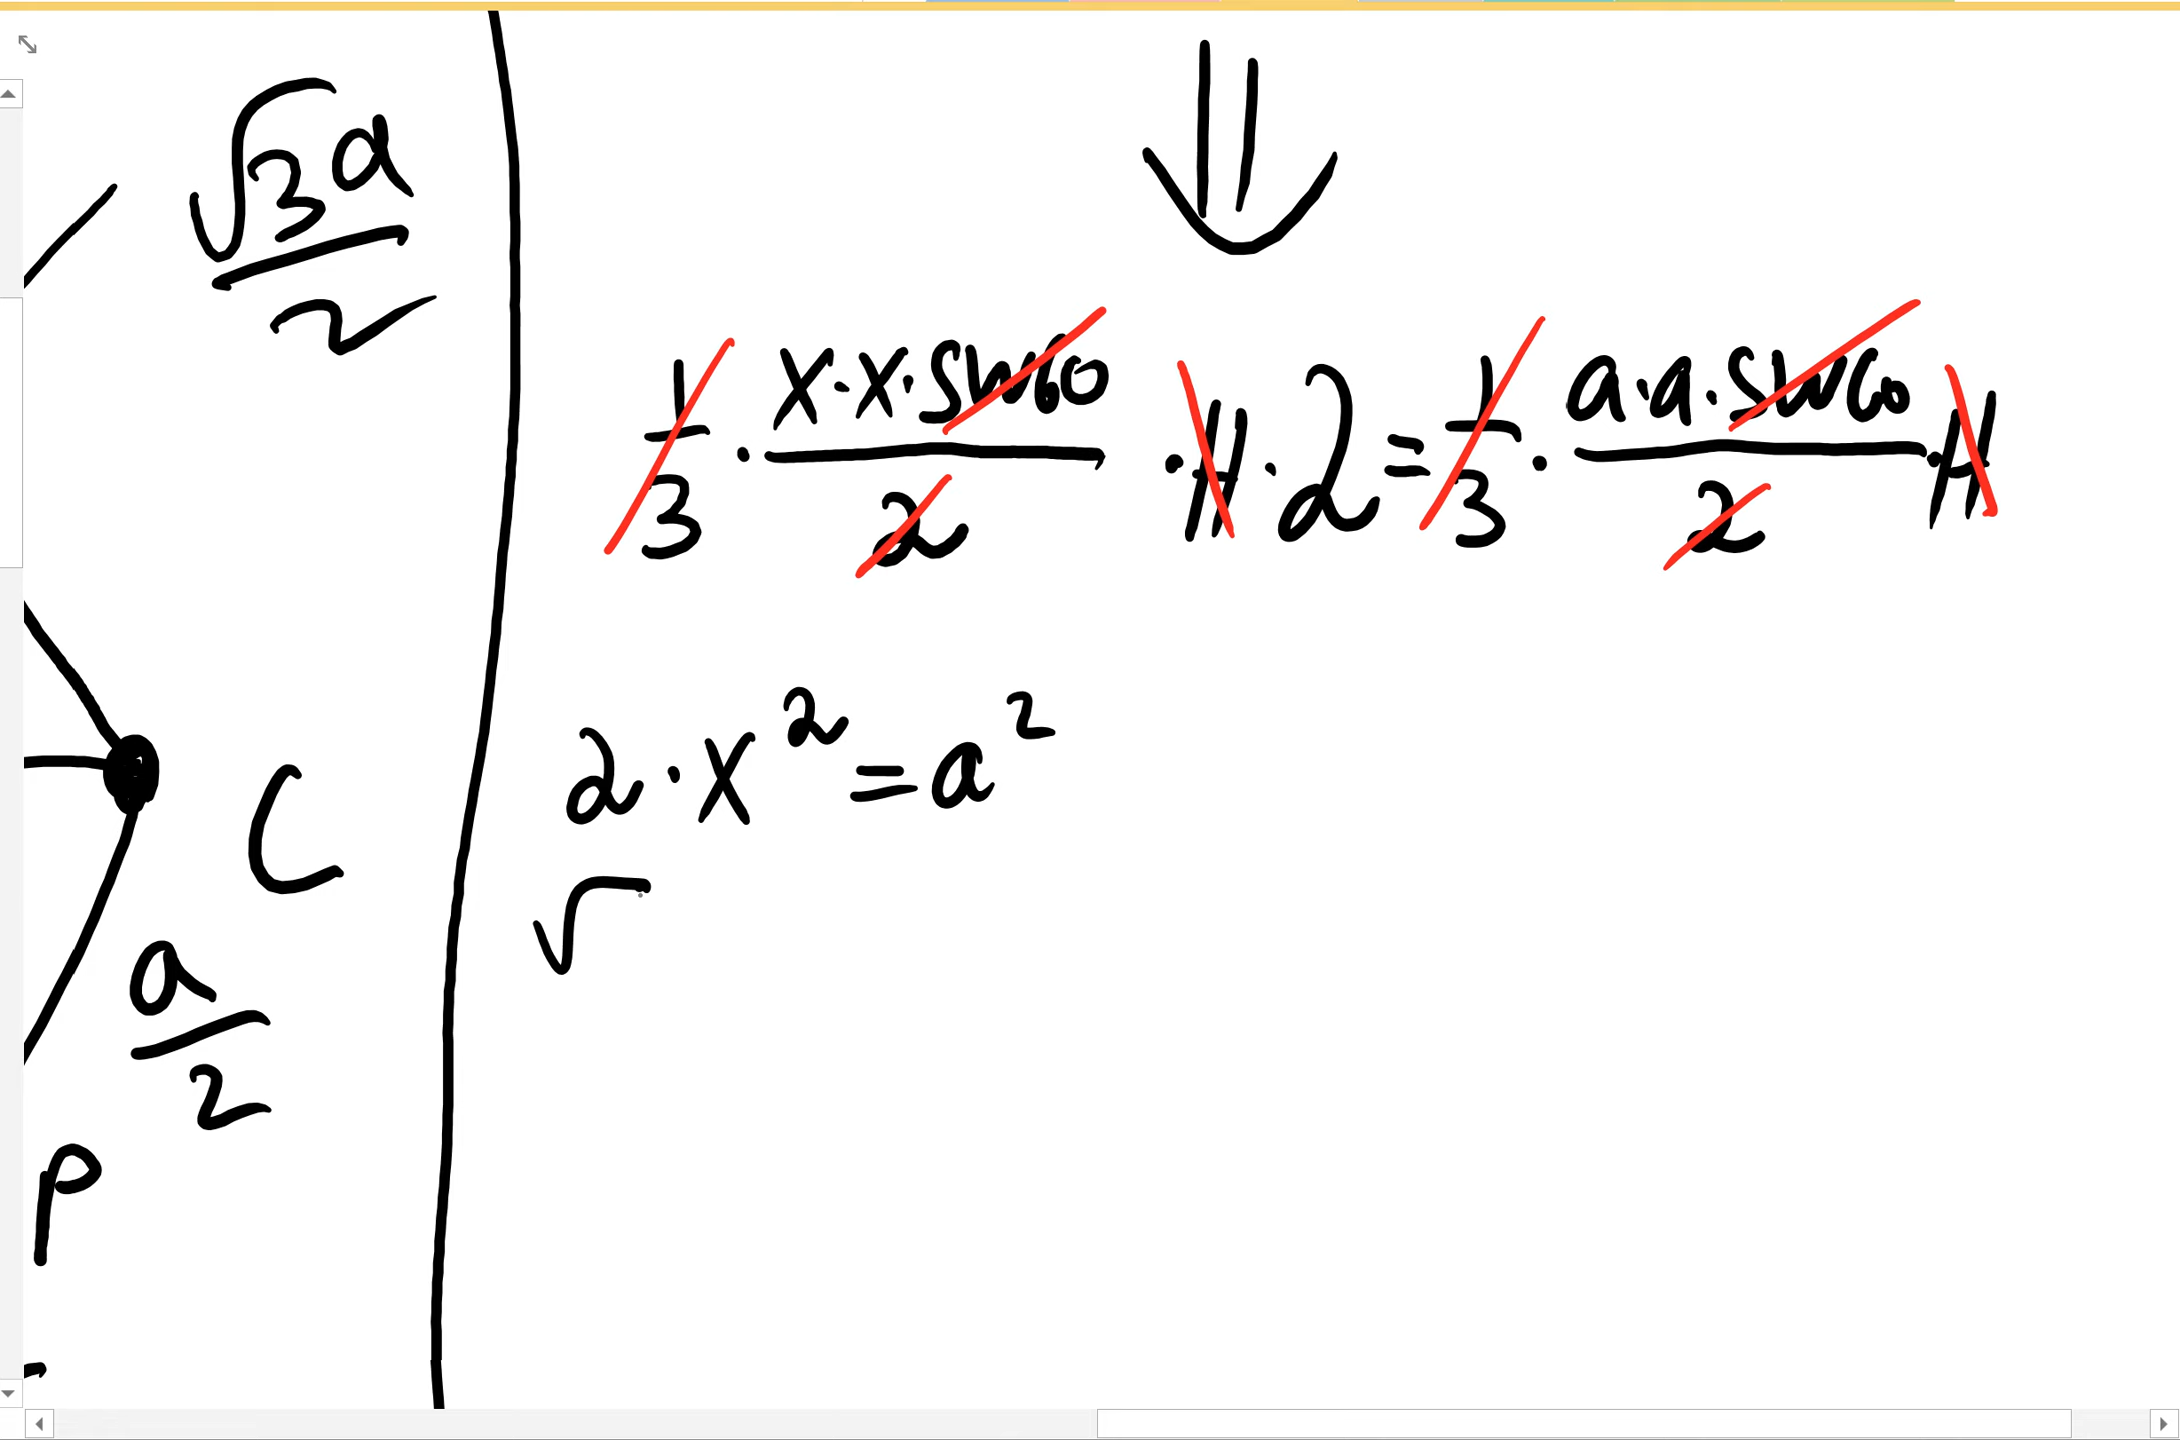 √3a
2
1/3 · x·x·sin60/2 · H · 2 = 1/3 · a·a·sin60/2 · H
2·x² = a²
√
C
a
2
P